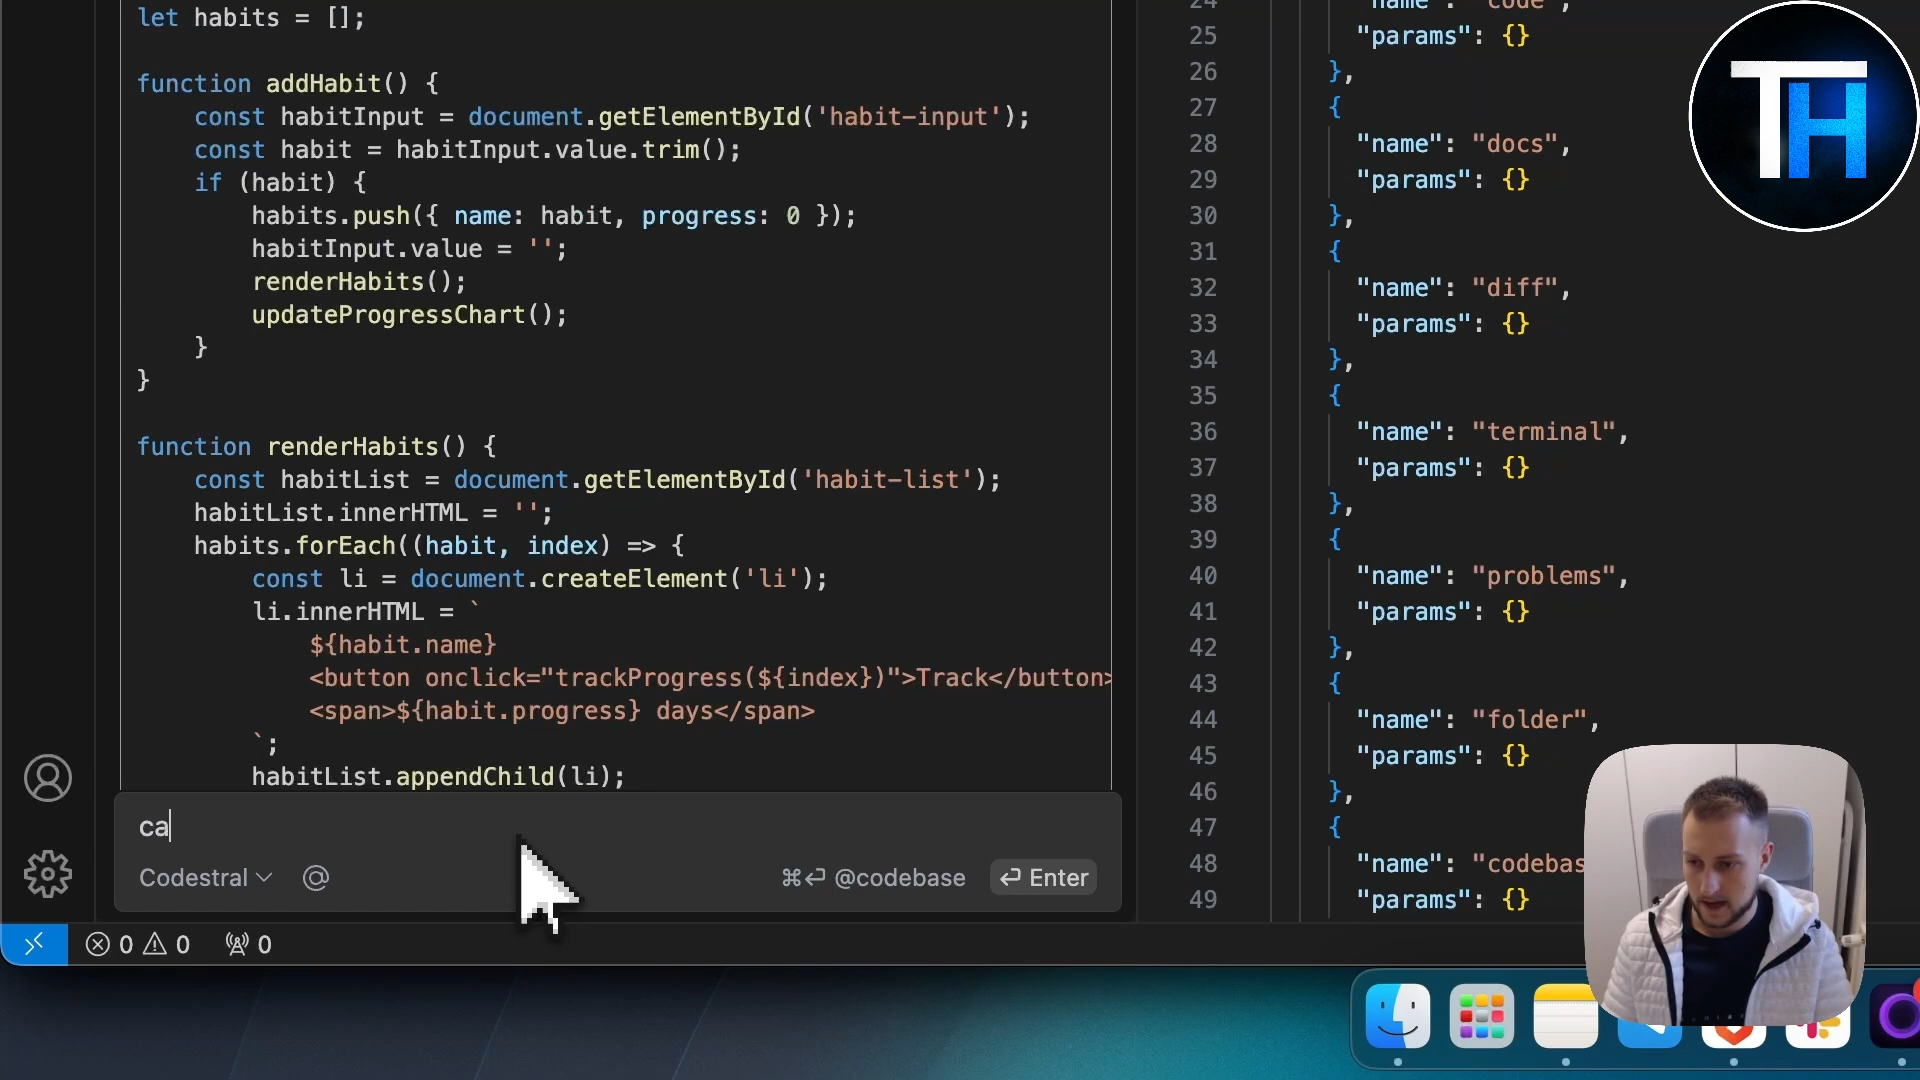 let habits = [];
function addHabit() {
const habitInput = document.getElementById('habit-input');
const habit = habitInput.value.trim();
if (habit) {
habits.push({ name: habit, progress: 0 });
habitInput.value = '';
renderHabits();
updateProgressChart();
}
}
function renderHabits() {
const habitList = document.getElementById('habit-list');
habitList.innerHTML = '';
habits.forEach((habit, index) => {
const li = document.createElement('li');
li.innerHTML = `
${habit.name}
<button onclick="trackProgress(${index})">Track</button>
<span>${habit.progress} days</span>
`;
habitList.appendChild(li);
ca
Codestral
@
⌘⏎ @codebase
⏎ Enter
0
0
0
24 "name": "code",
25 "params": {}
26 },
27 {
28 "name": "docs",
29 "params": {}
30 },
31 {
32 "name": "diff",
33 "params": {}
34 },
35 {
36 "name": "terminal",
37 "params": {}
38 },
39 {
40 "name": "problems",
41 "params": {}
42 },
43 {
44 "name": "folder",
45 "params": {}
46 },
47 {
48 "name": "codebas
49 "params": {}
TH